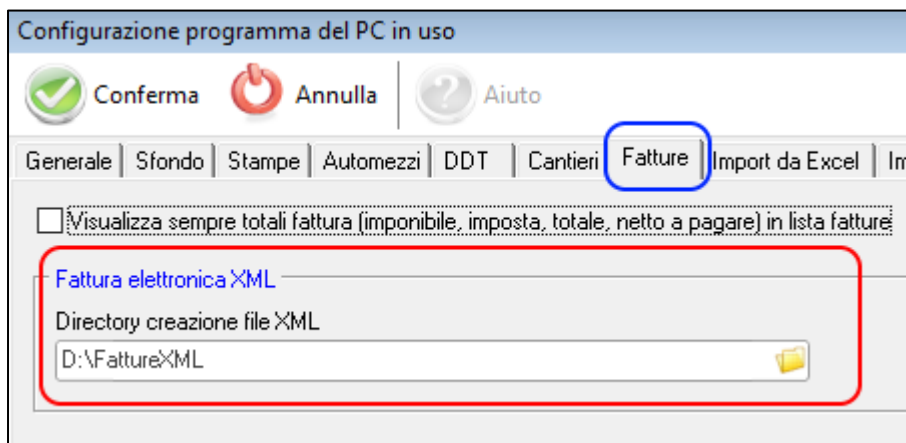 Configurazione programma del PC in uso
Conferma Annulla Aiuto
Generale Sfondo Stampe Automezzi DDT Cantieri Fatture Import da Excel
Visualizza sempre totali fattura (imponibile, imposta, totale, netto a pagare) in lista fatture
Fattura elettronica XML
Directory creazione file XML
D:\FattureXML